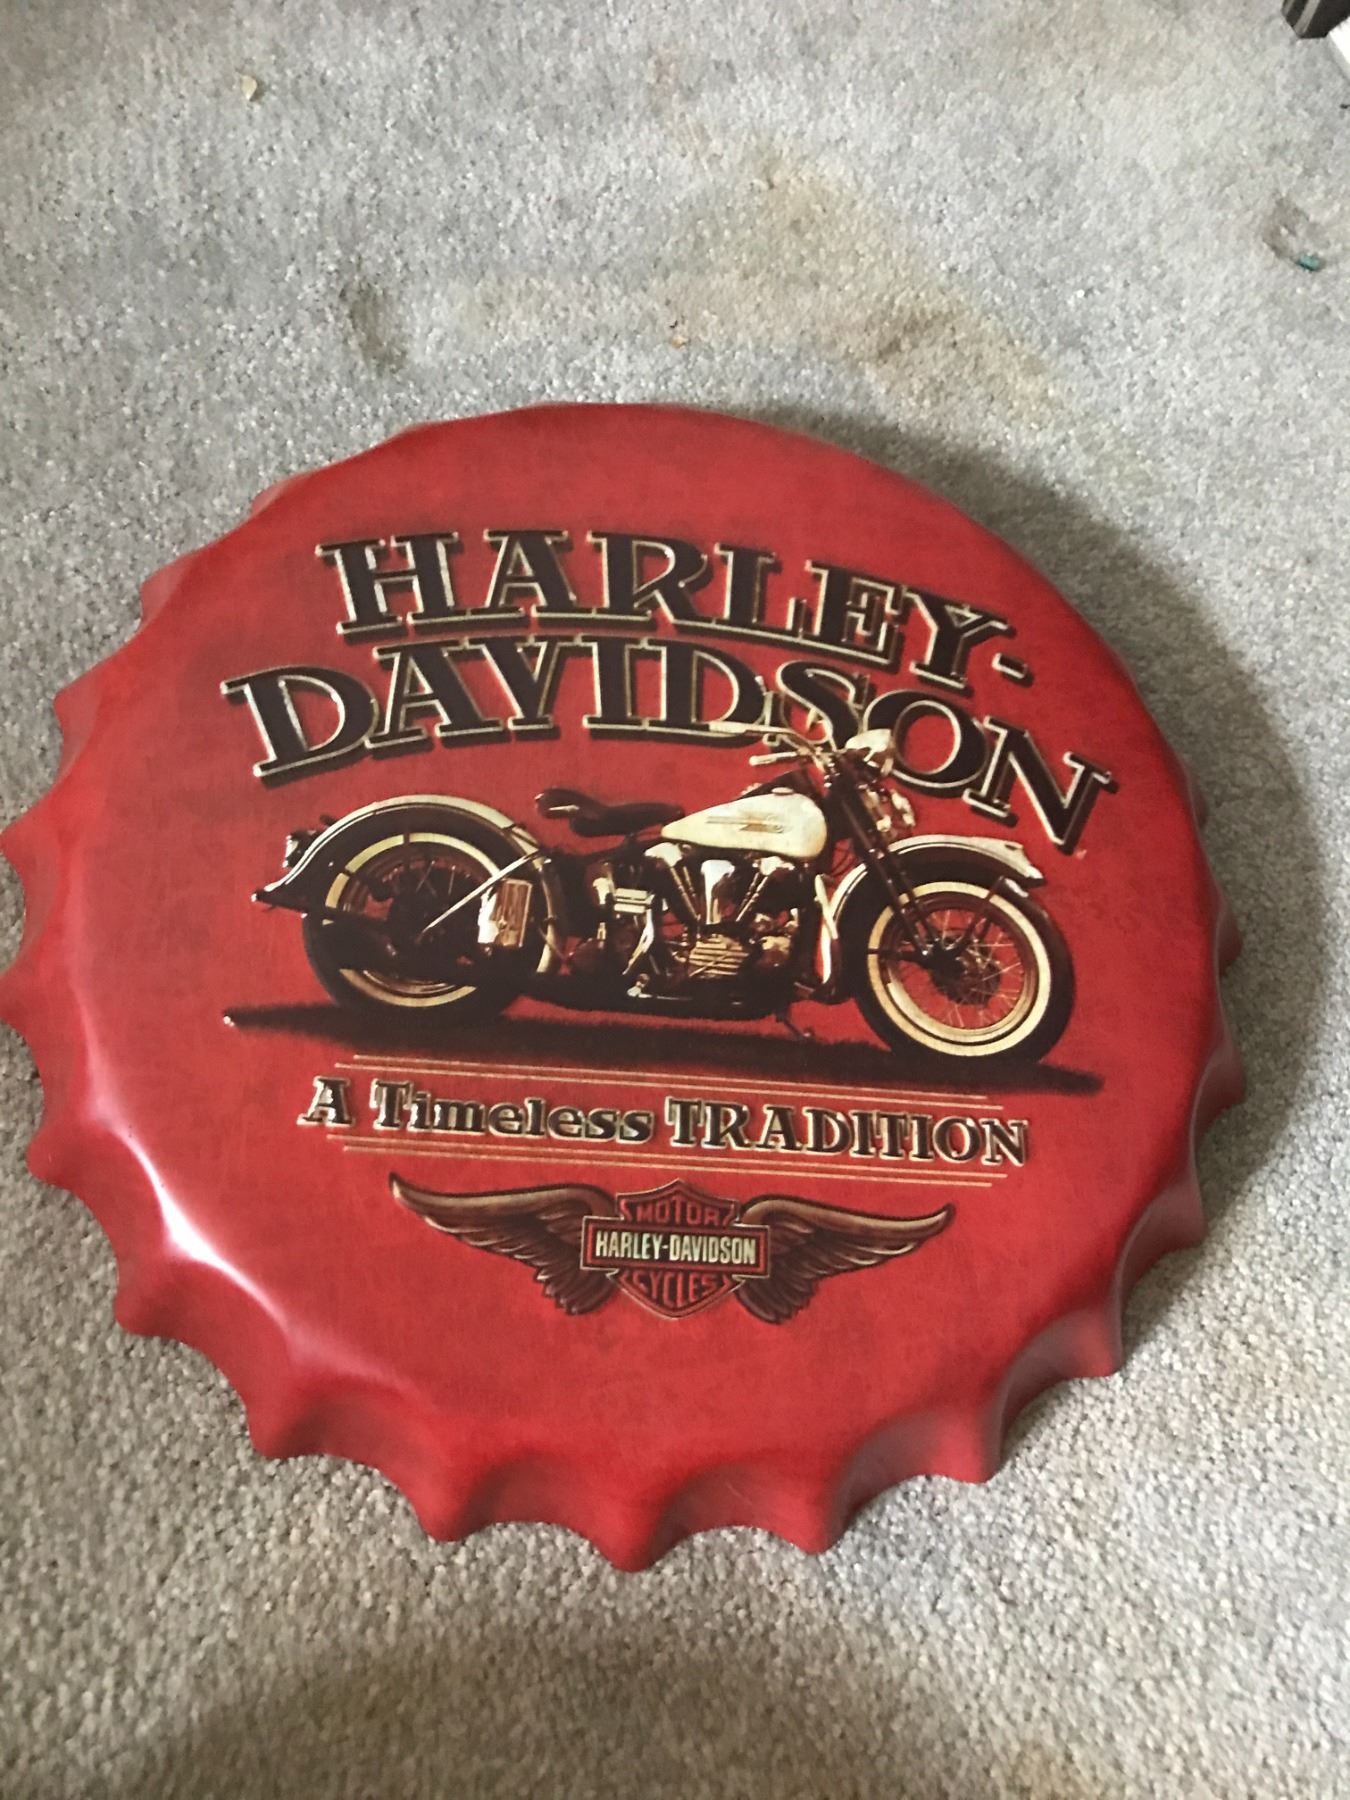 HARLEY-
DAVIDSON
A Timeless TRADITION
MOTOR
HARLEY-DAVIDSON
CYCLES